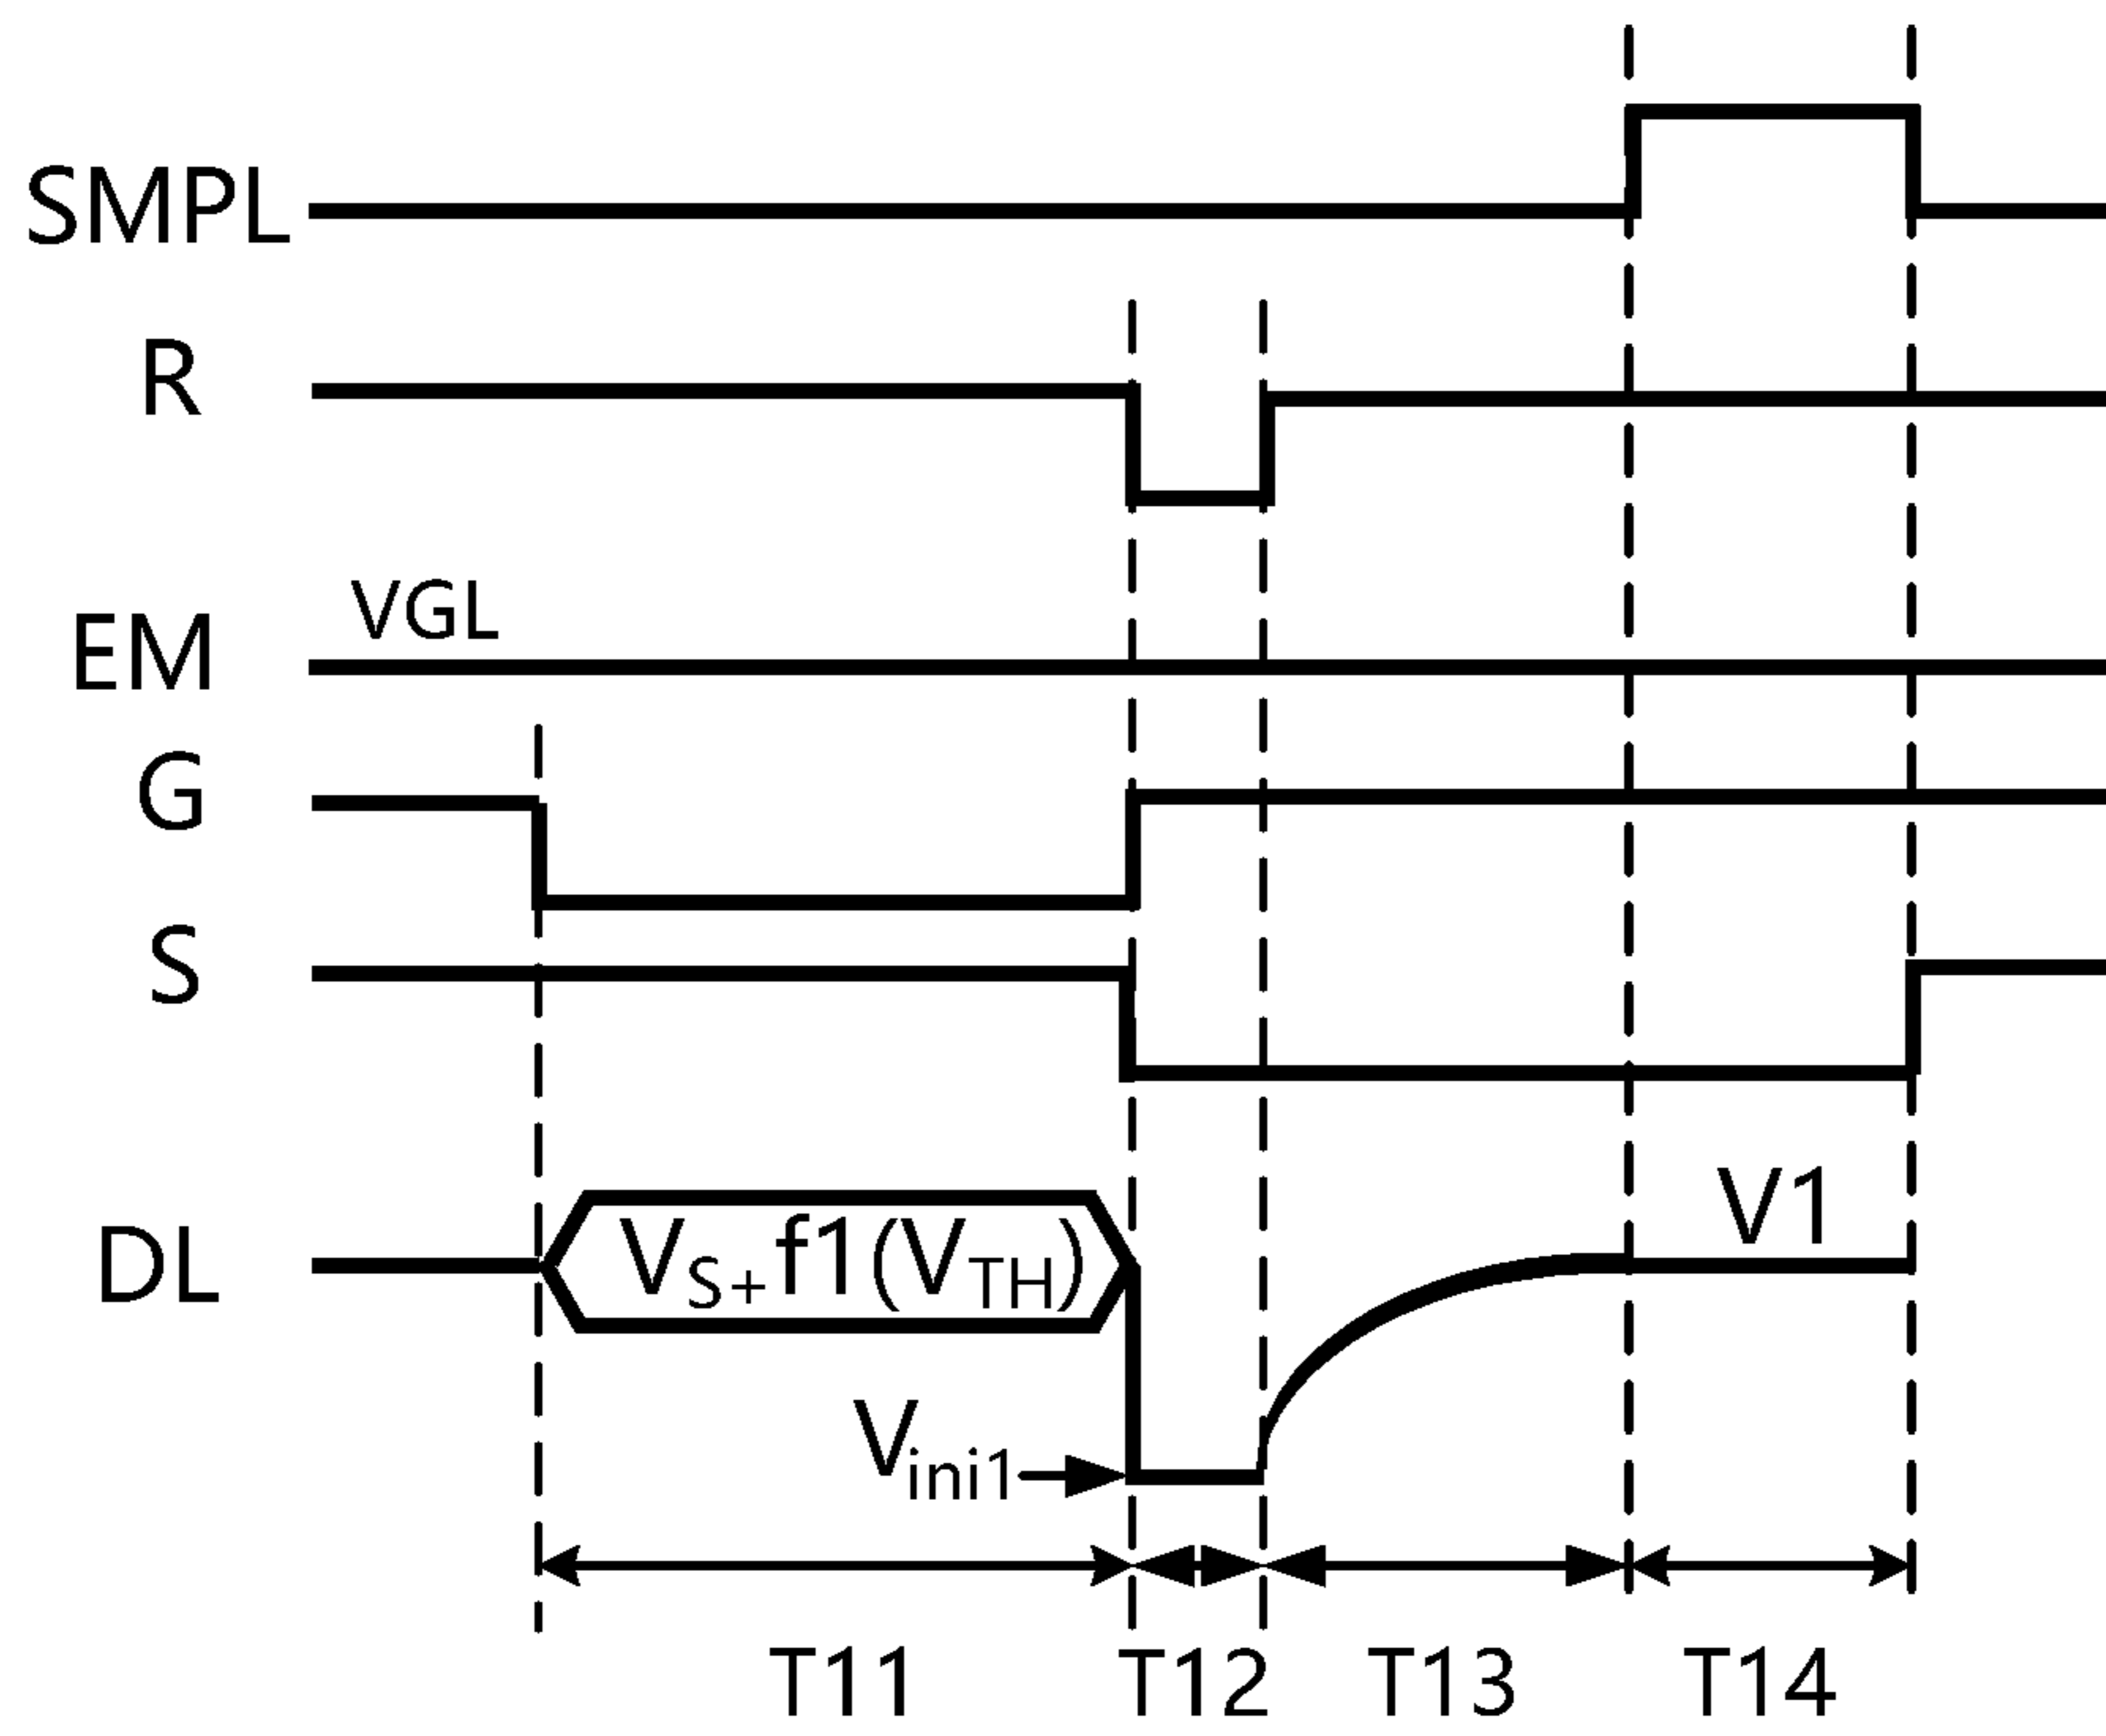 SMPL
R
VGL
EM
G
S
V1
DL
VS+f1(VTH)
Vini1
T11 T12 T13 T14